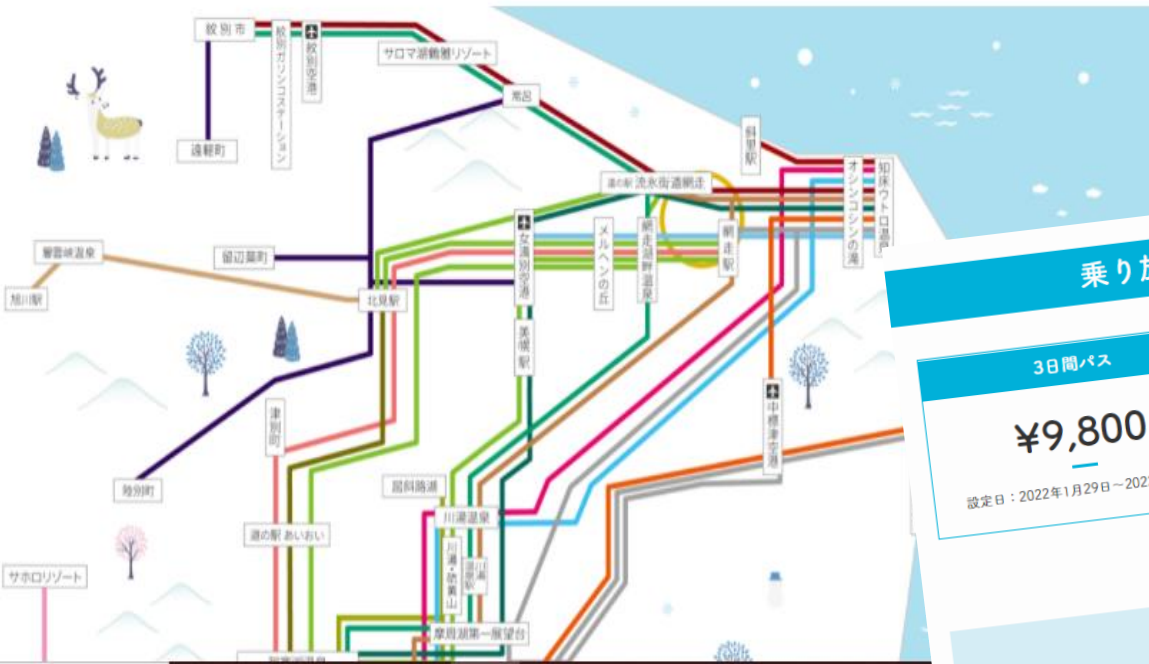 紋別市
紋別ガリンコステーション
紋別空港
サロマ湖鶴雅リゾート
常呂
遠軽町
斜里駅
オシンコシンの滝
知床ウトロ温泉
道の駅 流氷街道網走
層雲峡温泉
旭川駅
留辺蘂町
北見駅
女満別空港
メルヘンの丘
網走湖畔温泉
網走駅
美幌駅
中標津空港
津別町
陸別町
屈斜路湖
川湯温泉
道の駅 あいおい
川湯・硫黄山
川湯温泉駅
サホロリゾート
摩周湖第一展望台
乗り放
3日間パス
¥9,800
設定日：2022年1月29日～202